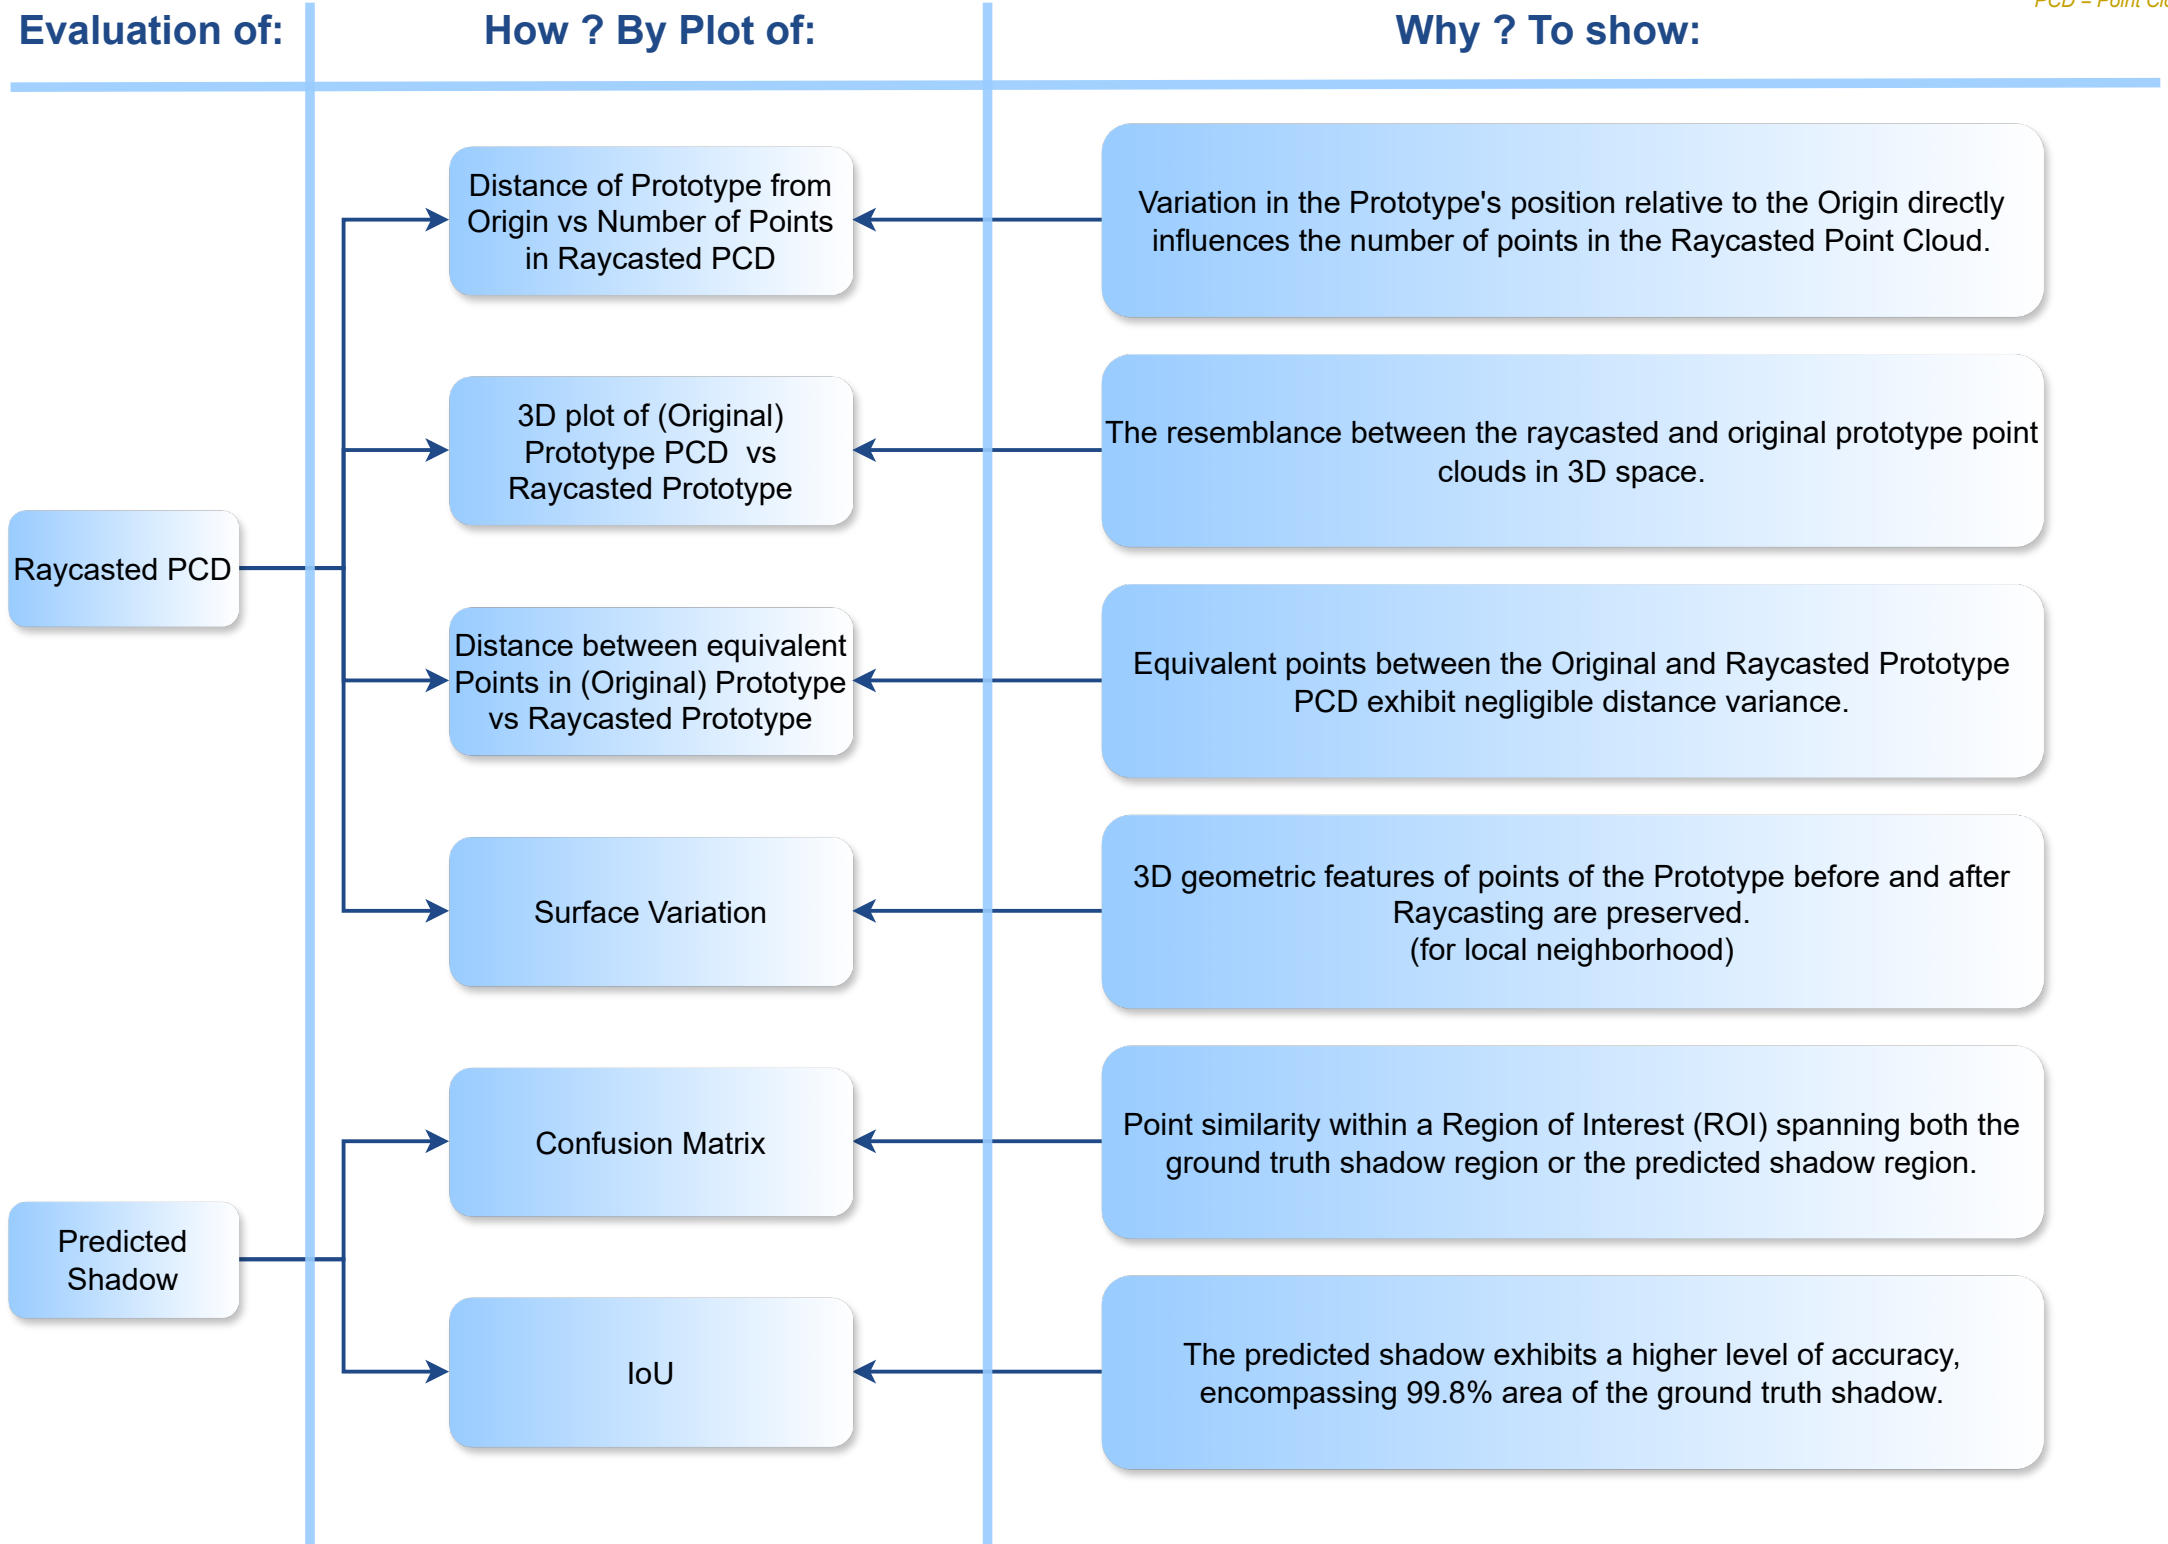 PCD = Point
Evaluation of:
How ? By Plot of:
Why ? To show:
Distance of Prototype from
Origin vs Number of Points
in Raycasted PCD
Variation in the Prototype's position relative to the Origin directly
influences the number of points in the Raycasted Point Cloud.
3D plot of (Original)
Prototype PCD vs
Raycasted Prototype
The resemblance between the raycasted and original prototype point
clouds in 3D space.
Raycasted PCD
Distance between equivalent
Points in (Original) Prototype
vs Raycasted Prototype
Equivalent points between the Original and Raycasted Prototype
PCD exhibit negligible distance variance.
Surface Variation
3D geometric features of points of the Prototype before and after
Raycasting are preserved.
(for local neighborhood)
Predicted
Shadow
Confusion Matrix
Point similarity within a Region of Interest (ROI) spanning both the
ground truth shadow region or the predicted shadow region.
IoU
The predicted shadow exhibits a higher level of accuracy,
encompassing 99.8% area of the ground truth shadow.